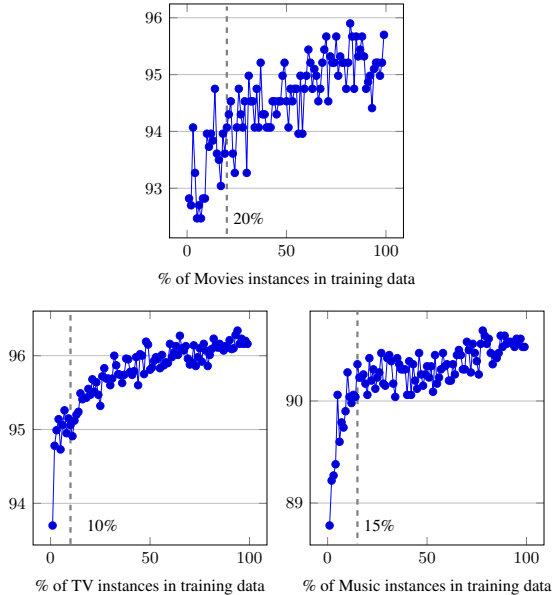 96
95
94
93
20%
0 50 100
% of Movies instances in training data
96
95
94
10%
0 50 100
% of TV instances in training data
90
89
15%
0 50 100
% of Music instances in training data